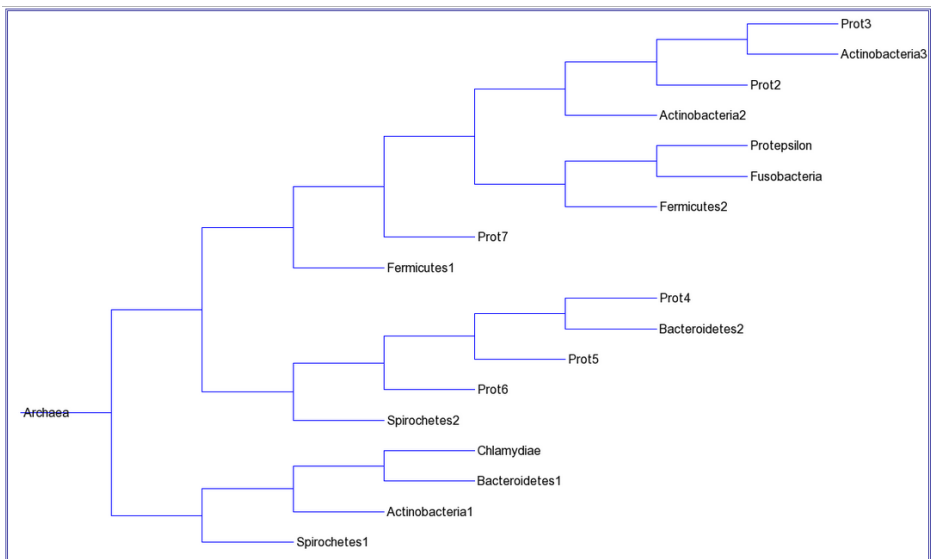 Prot3
Actinobacteria3
Prot2
Actinobacteria2
Protepsilon
Fusobacteria
Fermicutes2
Prot7
Fermicutes1
Prot4
Bacteroidetes2
Prot5
Prot6
Archaea
Spirochetes2
Chlamydiae
Bacteroidetes1
Actinobacteria1
Spirochetes1